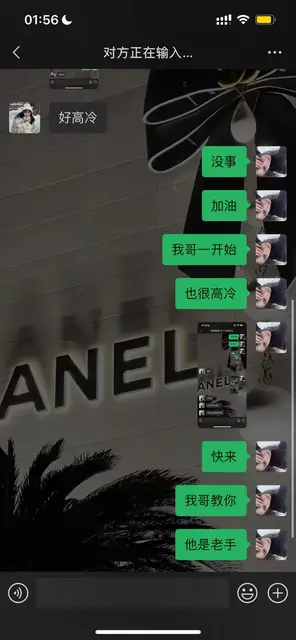 01:56
对方正在输入...
好高冷
没事
加油
我哥一开始
也很高冷
ANEL
快来
我哥教你
他是老手